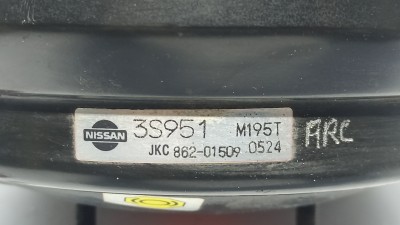 NISSAN 3S951 M195T
JKC 862-01509 0524
ARC